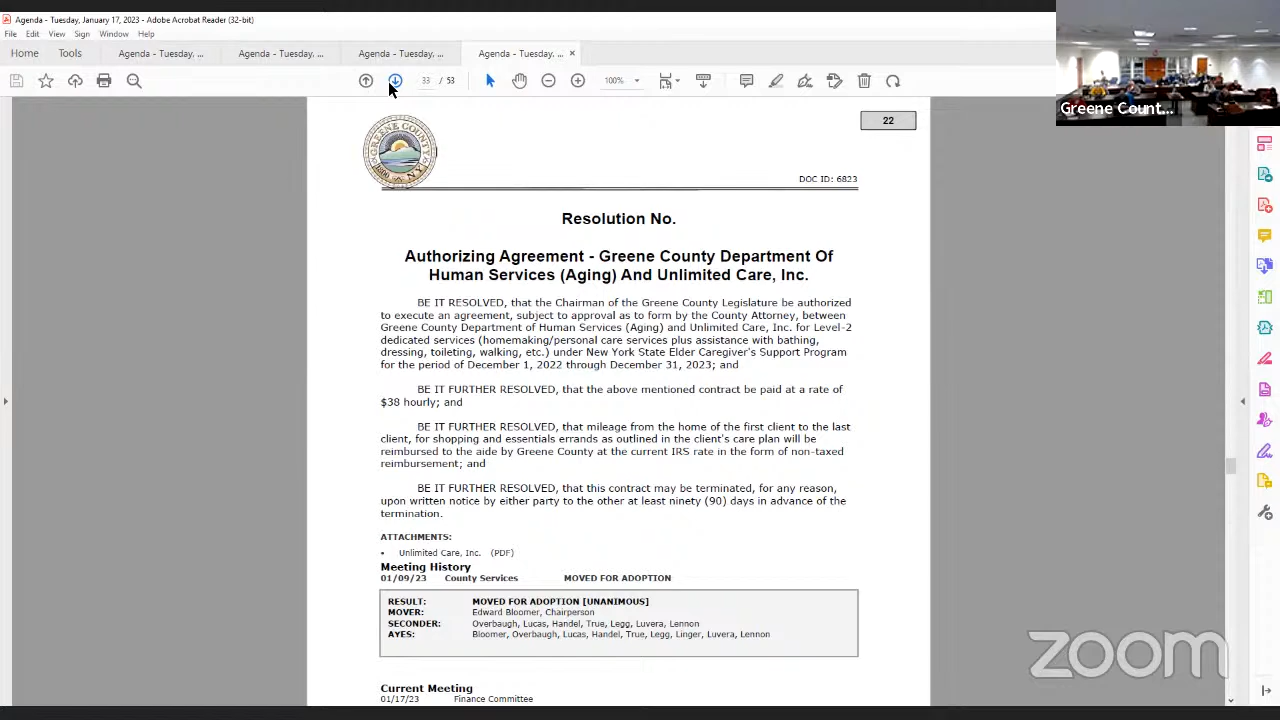 Agenda - Tuesday, January 17, 2023 - Adobe Acrobat Reader (32-bit)
File Edit View Sign Window Help
Home Tools Agenda - Tuesday, ... Agenda - Tuesday, ... Agenda - Tuesday, ... Agenda - Tuesday, ... ×
33 / 53 100%
Greene Count...
GREENE COUNTY N.Y. 1800
22
DOC ID: 6823
Resolution No.
Authorizing Agreement - Greene County Department Of
Human Services (Aging) And Unlimited Care, Inc.
BE IT RESOLVED, that the Chairman of the Greene County Legislature be authorized
to execute an agreement, subject to approval as to form by the County Attorney, between
Greene County Department of Human Services (Aging) and Unlimited Care, Inc. for Level-2
dedicated services (homemaking/personal care services plus assistance with bathing,
dressing, toileting, walking, etc.) under New York State Elder Caregiver's Support Program
for the period of December 1, 2022 through December 31, 2023; and
BE IT FURTHER RESOLVED, that the above mentioned contract be paid at a rate of
$38 hourly; and
BE IT FURTHER RESOLVED, that mileage from the home of the first client to the last
client, for shopping and essentials errands as outlined in the client's care plan will be
reimbursed to the aide by Greene County at the current IRS rate in the form of non-taxed
reimbursement; and
BE IT FURTHER RESOLVED, that this contract may be terminated, for any reason,
upon written notice by either party to the other at least ninety (90) days in advance of the
termination.
ATTACHMENTS:
• Unlimited Care, Inc. (PDF)
Meeting History
01/09/23 County Services MOVED FOR ADOPTION
RESULT: MOVED FOR ADOPTION [UNANIMOUS]
MOVER: Edward Bloomer, Chairperson
SECONDER: Overbaugh, Lucas, Handel, True, Legg, Luvera, Lennon
AYES: Bloomer, Overbaugh, Lucas, Handel, True, Legg, Linger, Luvera, Lennon
Current Meeting
01/17/23 Finance Committee
zoom